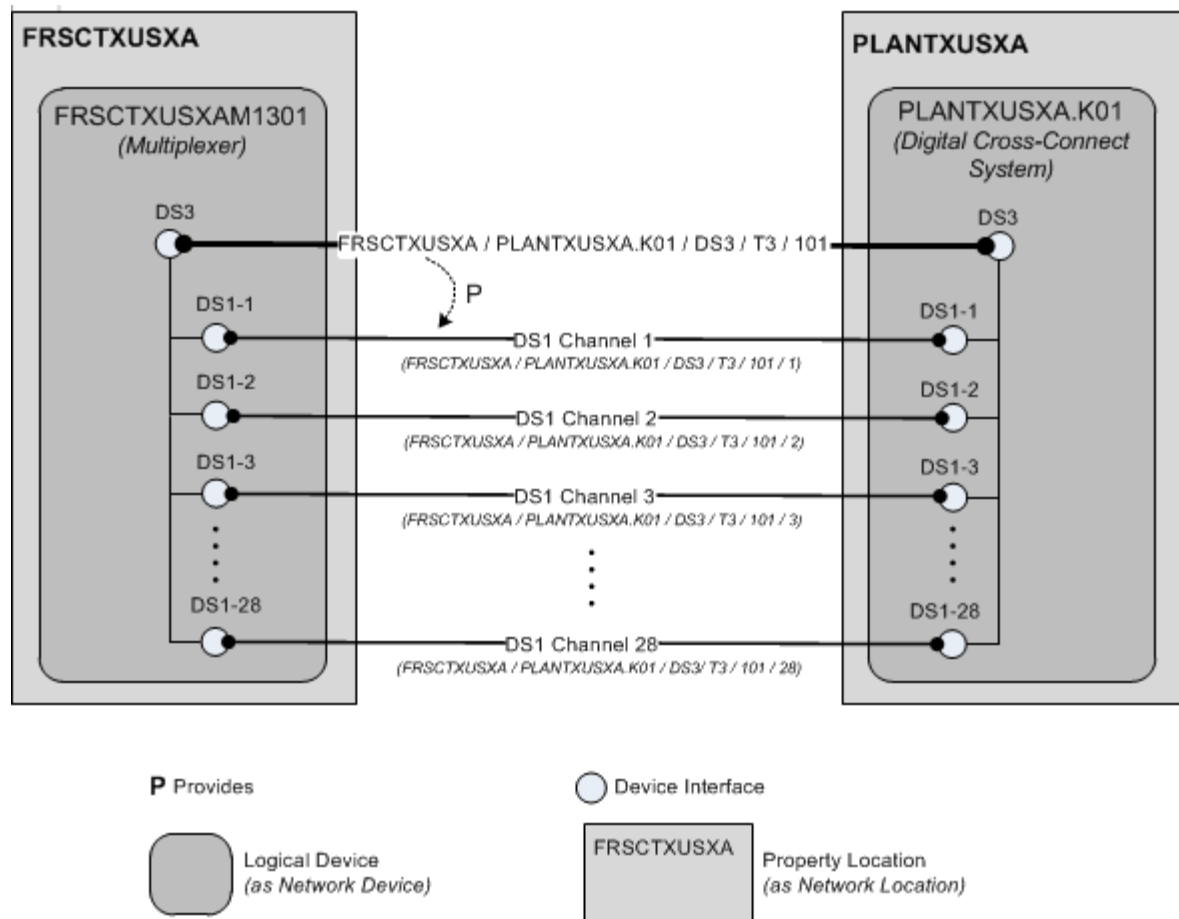 FRSCTXUSXA
PLANTXUSXA
FRSCTXUSXAM1301
(Multiplexer)
PLANTXUSXA.K01
(Digital Cross-Connect
System)
DS3
DS3
FRSCTXUSXA / PLANTXUSXA.K01 / DS3 / T3 / 101
P
DS1-1
DS1-1
DS1 Channel 1
(FRSCTXUSXA / PLANTXUSXA.K01 / DS3 / T3 / 101 / 1)
DS1-2
DS1-2
DS1 Channel 2
(FRSCTXUSXA / PLANTXUSXA.K01 / DS3 / T3 / 101 / 2)
DS1-3
DS1-3
DS1 Channel 3
(FRSCTXUSXA / PLANTXUSXA.K01 / DS3 / T3 / 101 / 3)
DS1-28
DS1-28
DS1 Channel 28
(FRSCTXUSXA / PLANTXUSXA.K01 / DS3/ T3 / 101 / 28)
P Provides
Device Interface
Logical Device
(as Network Device)
FRSCTXUSXA
Property Location
(as Network Location)